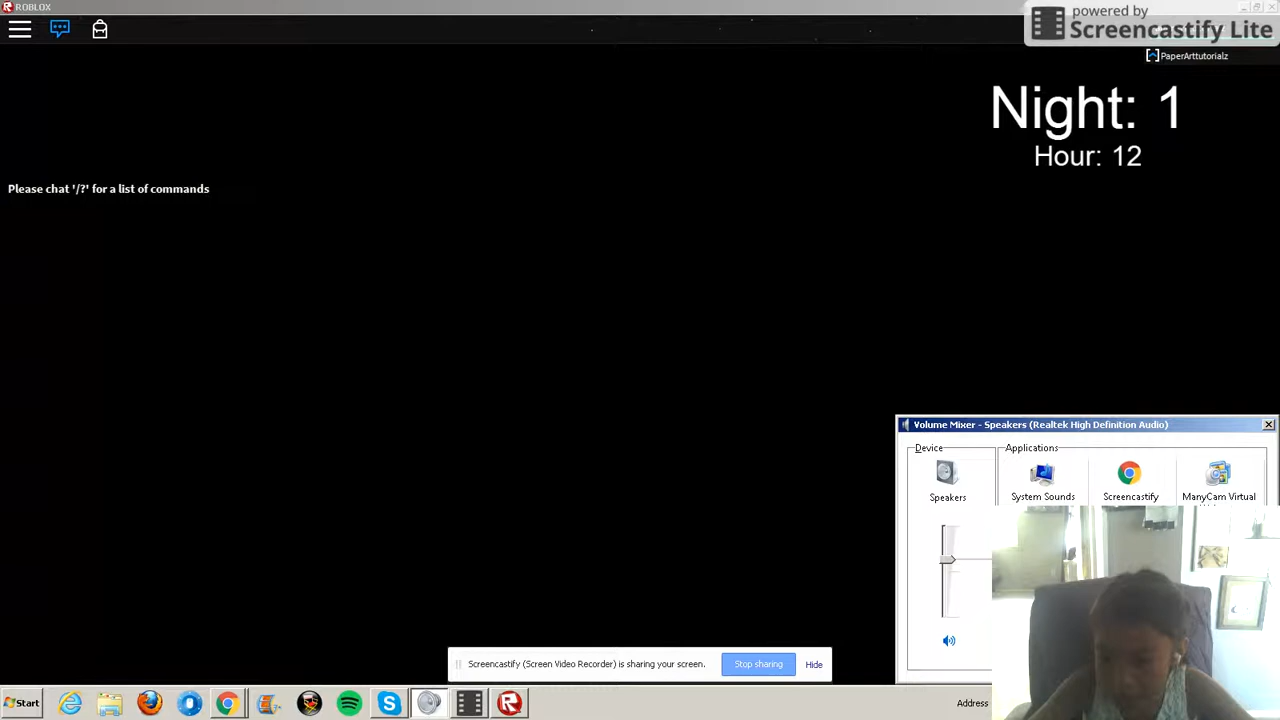 ROBLOX
powered by
Screencastify Lite
PaperArttutorialz
Night: 1
Hour: 12
Please chat '/?' for a list of commands
Volume Mixer - Speakers (Realtek High Definition Audio)
Device
Applications
Speakers
System Sounds
Screencastify
ManyCam Virtual
Screencastify (Screen Video Recorder) is sharing your screen.
Stop sharing
Hide
Start
Address